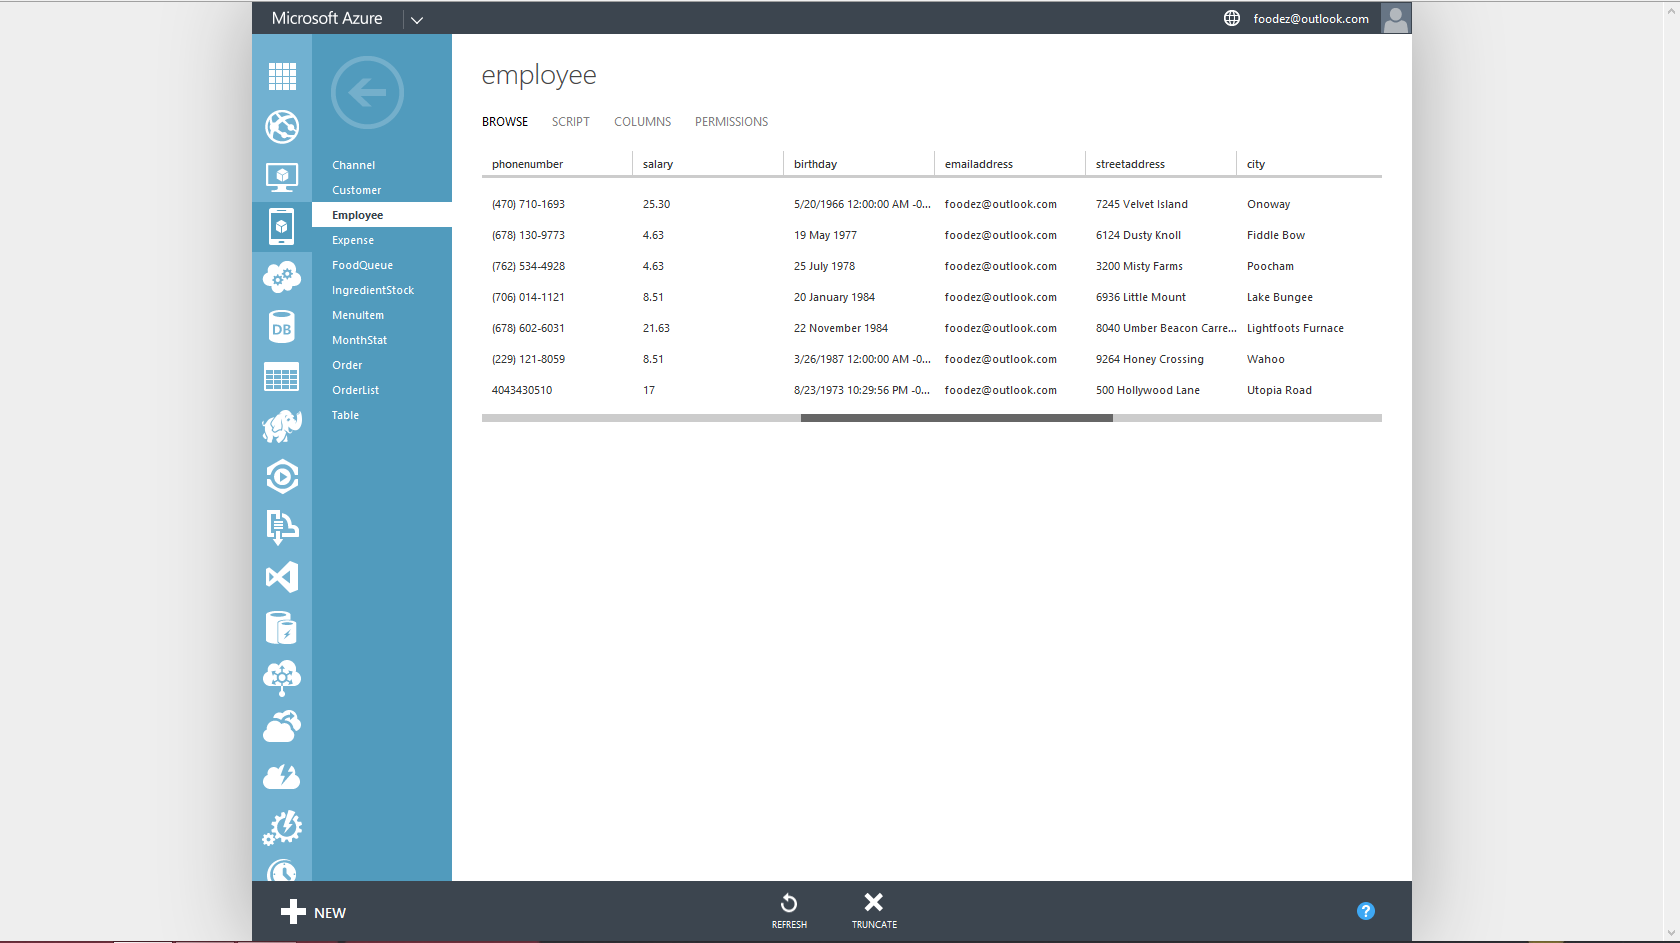 Microsoft Azure
foodez@outlook.com
employee
BROWSE SCRIPT COLUMNS PERMISSIONS
Channel
Customer
Employee
Expense
FoodQueue
IngredientStock
MenuItem
MonthStat
Order
OrderList
Table
DB
phonenumber salary birthday emailaddress streetaddress city
(470) 710-1693 25.30 5/20/1966 12:00:00 AM -0... foodez@outlook.com 7245 Velvet Island Onoway
(678) 130-9773 4.63 19 May 1977 foodez@outlook.com 6124 Dusty Knoll Fiddle Bow
(762) 534-4928 4.63 25 July 1978 foodez@outlook.com 3200 Misty Farms Poocham
(706) 014-1121 8.51 20 January 1984 foodez@outlook.com 6936 Little Mount Lake Bungee
(678) 602-6031 21.63 22 November 1984 foodez@outlook.com 8040 Umber Beacon Carre... Lightfoots Furnace
(229) 121-8059 8.51 3/26/1987 12:00:00 AM -0... foodez@outlook.com 9264 Honey Crossing Wahoo
4043430510 17 8/23/1973 10:29:56 PM -0... foodez@outlook.com 500 Hollywood Lane Utopia Road
NEW
REFRESH
TRUNCATE
?